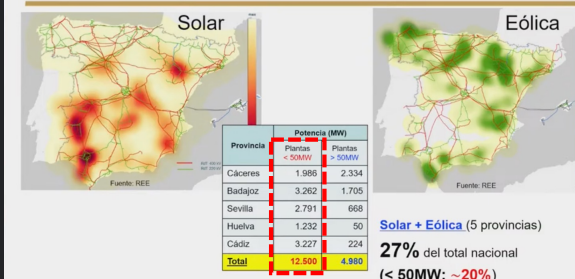 Solar
Eólica
Fuente: REE
Fuente: REE
Provincia
Potencia (MW)
Plantas
< 50MW
Plantas
> 50MW
Cáceres 1.986 2.334
Badajoz 3.262 1.705
Sevilla 2.791 668
Huelva 1.232 50
Cádiz 3.227 224
Total 12.500 4.980
Solar + Eólica (5 provincias)
27% del total nacional
(< 50MW: ~20%)